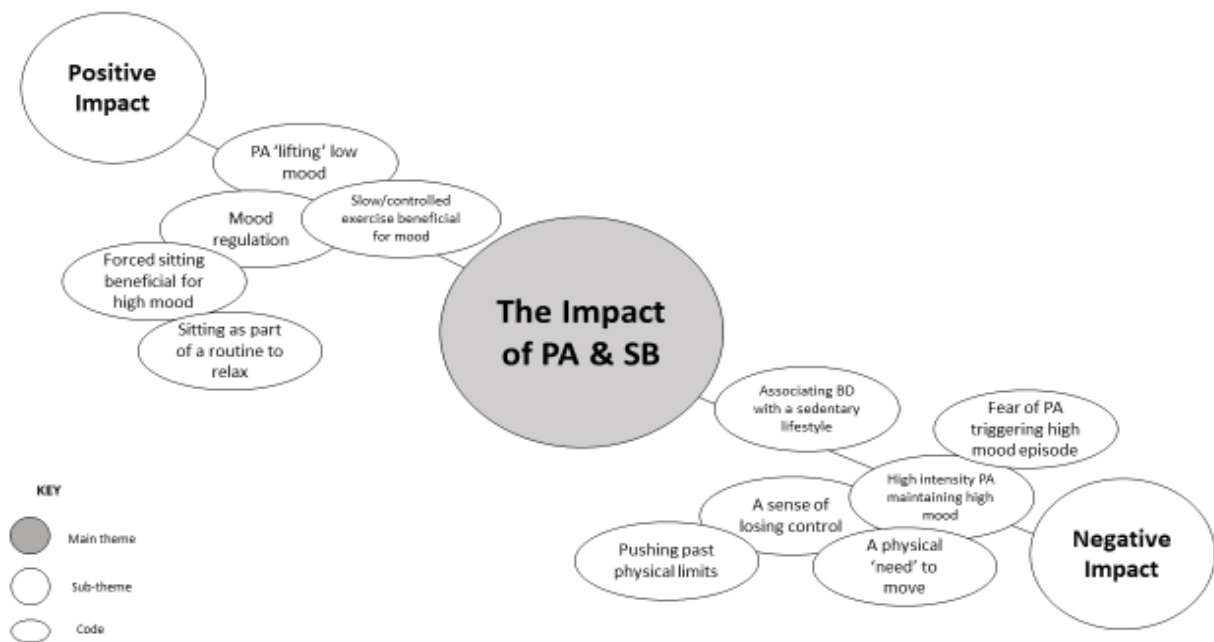 Positive
Impact
PA ‘lifting’ low
mood
Slow/controlled
exercise beneficial
for mood
Mood
regulation
Forced sitting
beneficial for
high mood
Sitting as part
of a routine to
relax
The Impact
of PA & SB
Associating BD
with a sedentary
lifestyle
Fear of PA
triggering high
mood episode
High intensity PA
maintaining high
mood
A sense of
losing control
Pushing past
physical limits
A physical
‘need’ to
move
Negative
Impact
KEY
Main theme
Sub-theme
Code